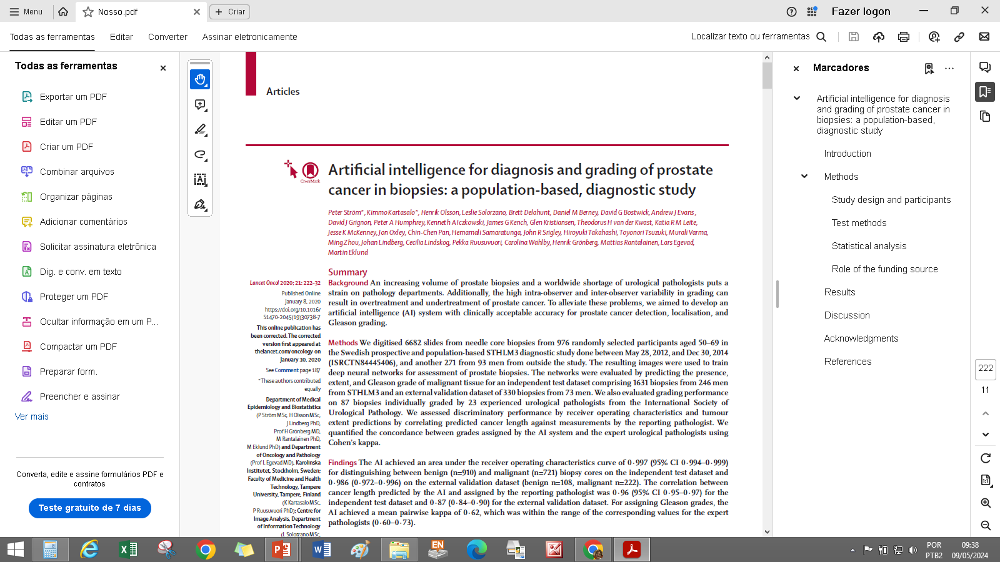 Menu
Nosso.pdf
Criar
Fazer logon
Todas as ferramentas
Editar
Converter
Assinar eletronicamente
Localizar texto ou ferramentas
Todas as ferramentas
Exportar um PDF
Editar um PDF
Criar um PDF
Combinar arquivos
Organizar páginas
Adicionar comentários
Solicitar assinatura eletrônica
Dig. e conv. em texto
Proteger um PDF
Ocultar informação em um P...
Compactar um PDF
Preparar form.
Preencher e assinar
Ver mais
Converta, edite e assine formulários PDF e
contratos
Teste gratuito de 7 dias
Articles
CrossMark
Artificial intelligence for diagnosis and grading of prostate
cancer in biopsies: a population-based, diagnostic study
Peter Ström*, Kimmo Kartasalo*, Henrik Olsson, Leslie Solorzano, Brett Delahunt, Daniel M Berney, David G Bostwick, Andrew J Evans,
David J Grignon, Peter A Humphrey, Kenneth A Iczkowski, James G Kench, Glen Kristiansen, Theodorus H van der Kwast, Katia R M Leite,
Jesse K McKenney, Jon Oxley, Chin-Chen Pan, Hemamali Samaratunga, John R Srigley, Hiroyuki Takahashi, Toyonori Tsuzuki, Murali Varma,
Ming Zhou, Johan Lindberg, Cecilia Lindskog, Pekka Ruusuvuori, Carolina Wählby, Henrik Grönberg, Mattias Rantalainen, Lars Egevad,
Martin Eklund
Summary
Background An increasing volume of prostate biopsies and a worldwide shortage of urological pathologists puts a
strain on pathology departments. Additionally, the high intra-observer and inter-observer variability in grading can
result in overtreatment and undertreatment of prostate cancer. To alleviate these problems, we aimed to develop an
artificial intelligence (AI) system with clinically acceptable accuracy for prostate cancer detection, localisation, and
Gleason grading.
Methods We digitised 6682 slides from needle core biopsies from 976 randomly selected participants aged 50–69 in
the Swedish prospective and population-based STHLM3 diagnostic study done between May 28, 2012, and Dec 30, 2014
(ISRCTN84445406), and another 271 from 93 men from outside the study. The resulting images were used to train
deep neural networks for assessment of prostate biopsies. The networks were evaluated by predicting the presence,
extent, and Gleason grade of malignant tissue for an independent test dataset comprising 1631 biopsies from 246 men
from STHLM3 and an external validation dataset of 330 biopsies from 73 men. We also evaluated grading performance
on 87 biopsies individually graded by 23 experienced urological pathologists from the International Society of
Urological Pathology. We assessed discriminatory performance by receiver operating characteristics and tumour
extent predictions by correlating predicted cancer length against measurements by the reporting pathologist. We
quantified the concordance between grades assigned by the AI system and the expert urological pathologists using
Cohen's kappa.
Findings The AI achieved an area under the receiver operating characteristics curve of 0·997 (95% CI 0·994–0·999)
for distinguishing between benign (n=910) and malignant (n=721) biopsy cores on the independent test dataset and
0·986 (0·972–0·996) on the external validation dataset (benign n=108, malignant n=222). The correlation between
cancer length predicted by the AI and assigned by the reporting pathologist was 0·96 (95% CI 0·95–0·97) for the
independent test dataset and 0·87 (0·84–0·90) for the external validation dataset. For assigning Gleason grades, the
AI achieved a mean pairwise kappa of 0·62, which was within the range of the corresponding values for the expert
pathologists (0·60–0·73).
Lancet Oncol 2020; 21: 222–32
Published Online
January 8, 2020
https://doi.org/10.1016/
S1470-2045(19)30738-7
This online publication has
been corrected. The corrected
version first appeared at
thelancet.com/oncology on
January 30, 2020
See Comment page 187
*These authors contributed
equally
Department of Medical
Epidemiology and Biostatistics
(P Ström MSc, H Olsson MSc,
J Lindberg PhD,
Prof H Grönberg MD,
M Rantalainen PhD,
M Eklund PhD) and Department
of Oncology and Pathology
(Prof L Egevad MD), Karolinska
Institutet, Stockholm, Sweden;
Faculty of Medicine and Health
Technology, Tampere
University, Tampere, Finland
(K Kartasalo MSc,
P Ruusuvuori PhD); Centre for
Image Analysis, Department
of Information Technology
(L Solorzano MSc,
Marcadores
Artificial intelligence for diagnosis
and grading of prostate cancer in
biopsies: a population-based,
diagnostic study
Introduction
Methods
Study design and participants
Test methods
Statistical analysis
Role of the funding source
Results
Discussion
Acknowledgments
References
222
11
1:1
EN
POR
PTB2
09:38
09/05/2024